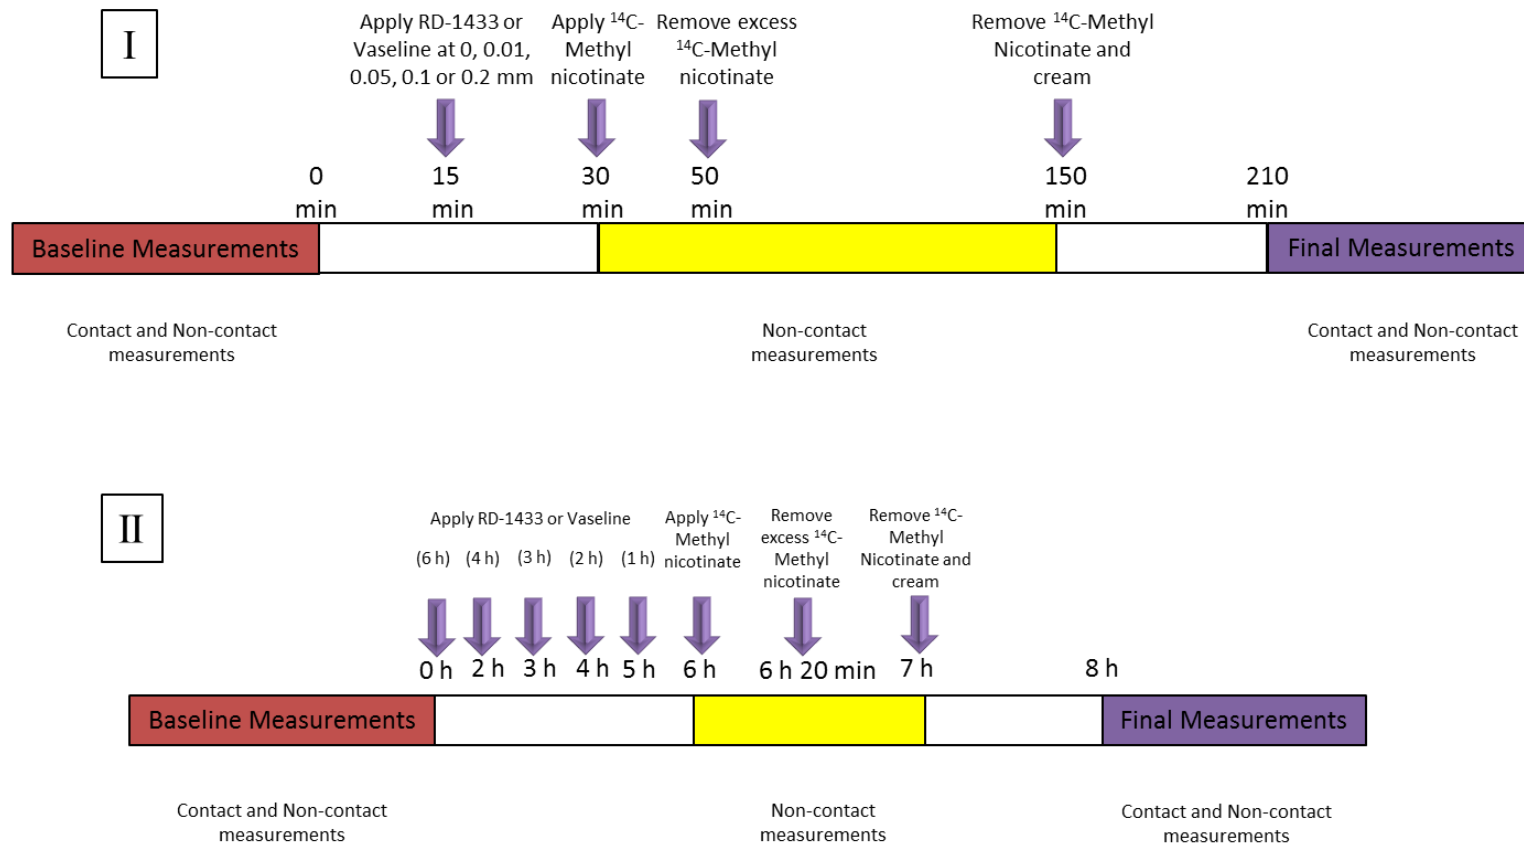 I
Apply RD-1433 or
Vaseline at 0, 0.01,
0.05, 0.1 or 0.2 mm
Apply ¹⁴C-
Methyl
nicotinate
Remove excess
¹⁴C-Methyl
nicotinate
Remove ¹⁴C-Methyl
Nicotinate and
cream
0
min
15
min
30
min
50
min
150
min
210
min
Baseline Measurements
Final Measurements
Contact and Non-contact
measurements
Non-contact
measurements
Contact and Non-contact
measurements
II
Apply RD-1433 or Vaseline
(6 h) (4 h) (3 h) (2 h) (1 h)
Apply ¹⁴C-
Methyl
nicotinate
Remove
excess ¹⁴C-
Methyl
nicotinate
Remove ¹⁴C-
Methyl
Nicotinate and
cream
0 h 2 h 3 h 4 h 5 h 6 h 6 h 20 min 7 h 8 h
Baseline Measurements
Final Measurements
Contact and Non-contact
measurements
Non-contact
measurements
Contact and Non-contact
measurements